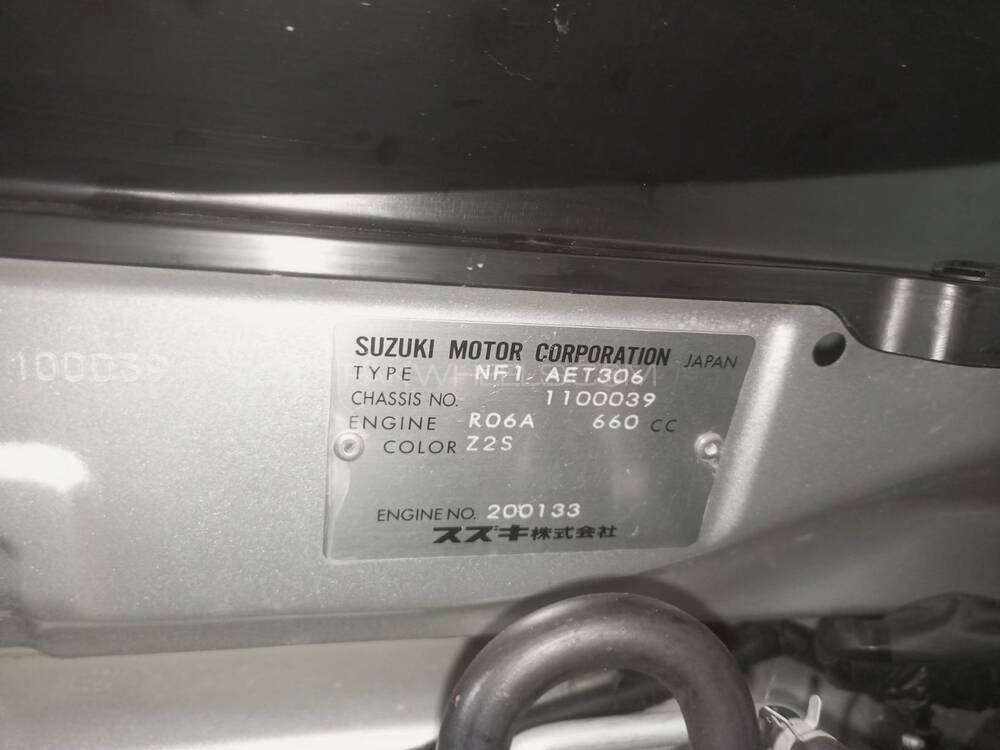 100039
SUZUKI MOTOR CORPORATION JAPAN
TYPE NF1 AET306
CHASSIS NO. 1100039
ENGINE R06A 660 CC
COLOR Z2S
ENGINE NO. 200133
スズキ株式会社